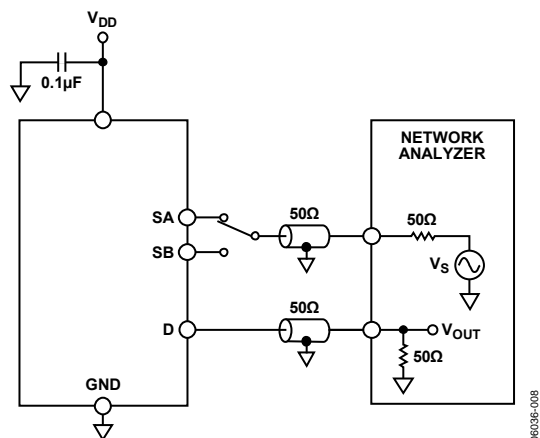 VDD
0.1µF
NETWORK
ANALYZER
SA
50Ω
50Ω
SB
VS
50Ω
D
VOUT
50Ω
GND
06036-008